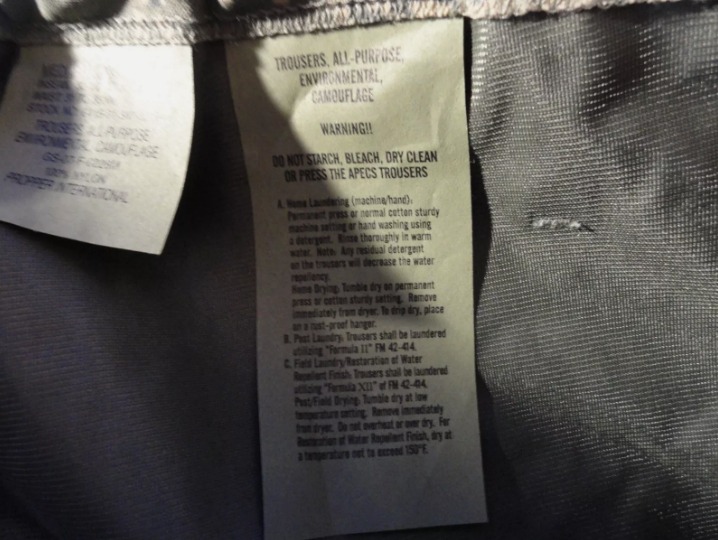 TROUSERS, ALL-PURPOSE
ENVIRONMENTAL, CAMOUFLAGE
100% NYLON
PROPPER INTERNATIONAL
TROUSERS, ALL-PURPOSE,
ENVIRONMENTAL,
CAMOUFLAGE
WARNING!!
DO NOT STARCH, BLEACH, DRY CLEAN
OR PRESS THE APECS TROUSERS
A. Home Laundering (machine/hand):
Permanent press or normal cotton sturdy
machine setting or hand washing using
a detergent. Rinse thoroughly in warm
water. Note: Any residual detergent
on the trousers will decrease the water
repellency.
Home Drying: Tumble dry on permanent
press or cotton sturdy setting. Remove
immediately from dryer. To drip dry, place
on a rust-proof hanger.
B. Post Laundry: Trousers shall be laundered
utilizing "Formula II" FM 42-414.
C. Field Laundry/Restoration of Water
Repellent Finish: Trousers shall be laundered
utilizing "Formula XII" of FM 42-414.
Post/Field Drying: Tumble dry at low
temperature setting. Remove immediately
from dryer. Do not overheat or over dry. For
Restoration of Water Repellent Finish, dry at
a temperature not to exceed 150°F.